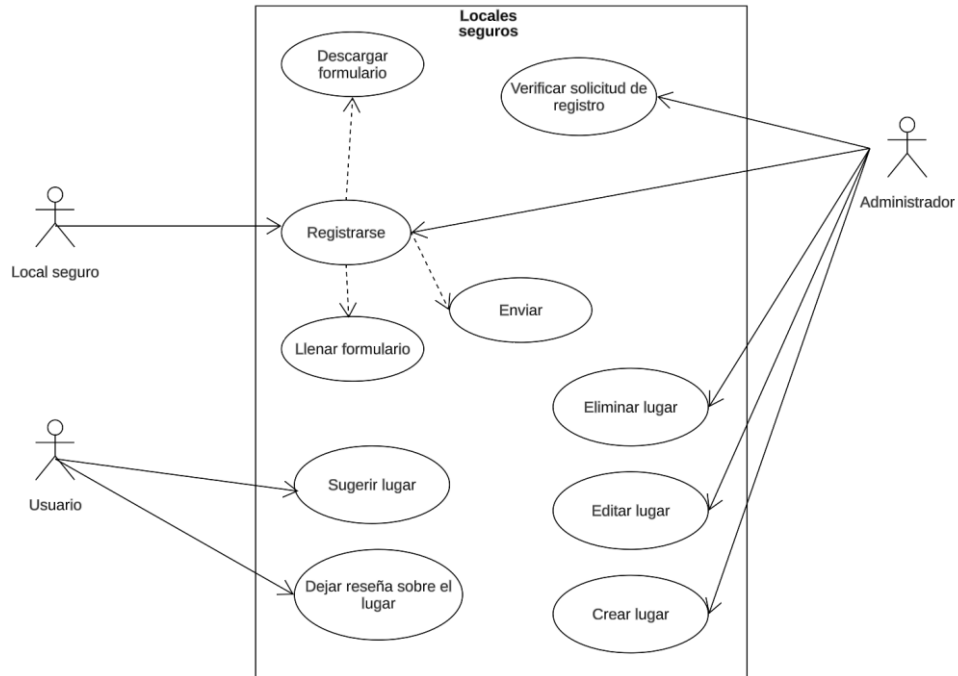 Locales
seguros
Descargar
formulario
Verificar solicitud de
registro
Administrador
Registrarse
Local seguro
Enviar
Llenar formulario
Eliminar lugar
Sugerir lugar
Usuario
Editar lugar
Dejar reseña sobre el
lugar
Crear lugar